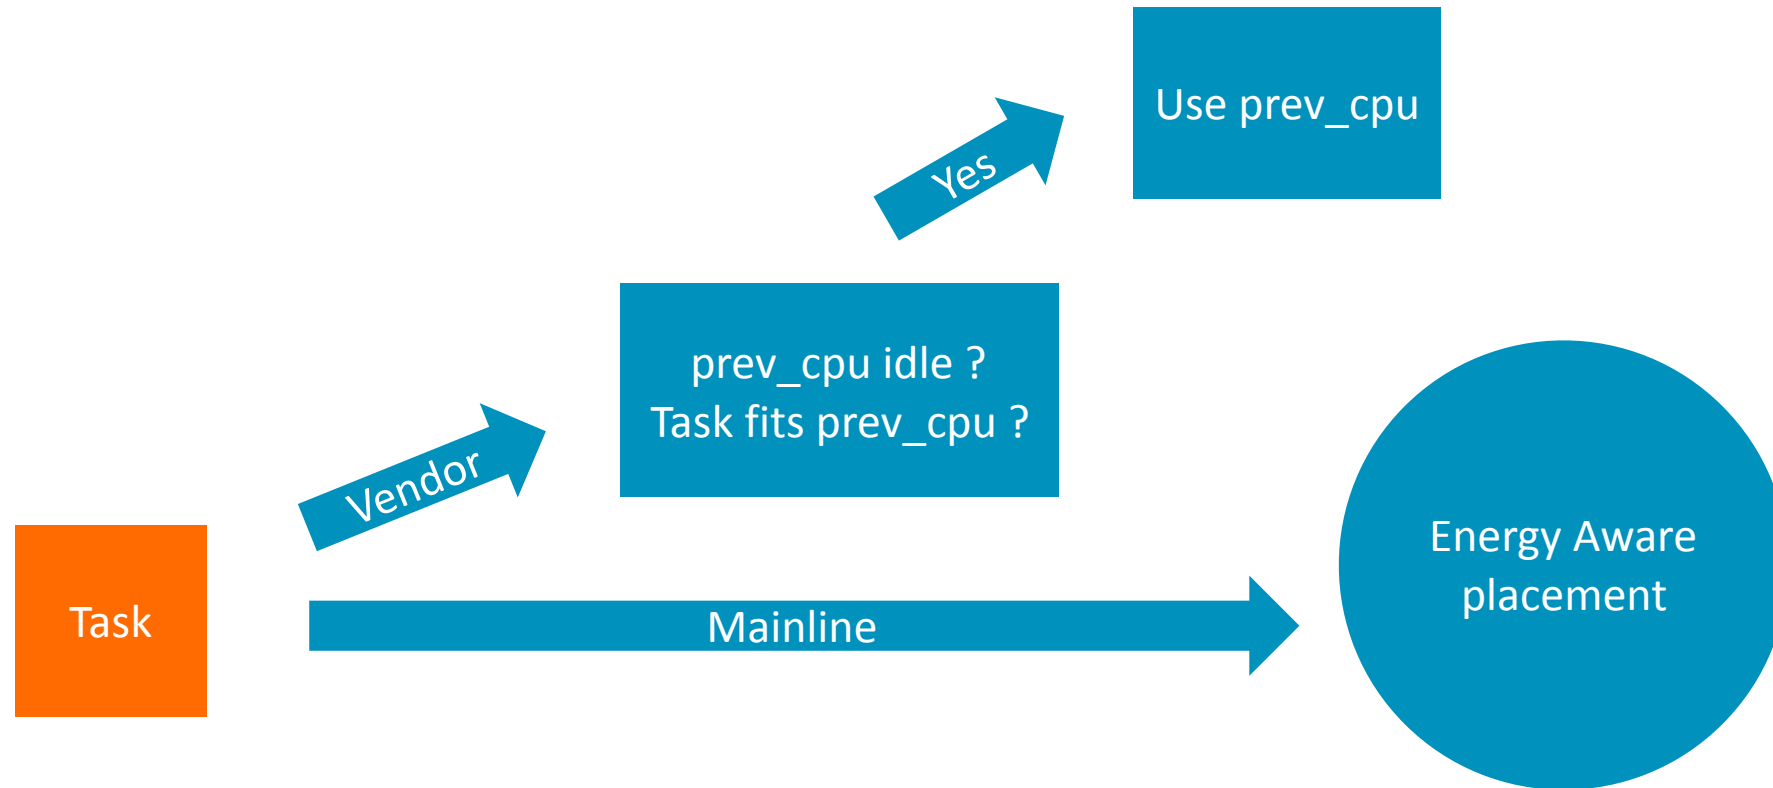 Use prev_cpu
Yes
prev_cpu idle ?
Task fits prev_cpu ?
Vendor
Energy Aware
placement
Task
Mainline